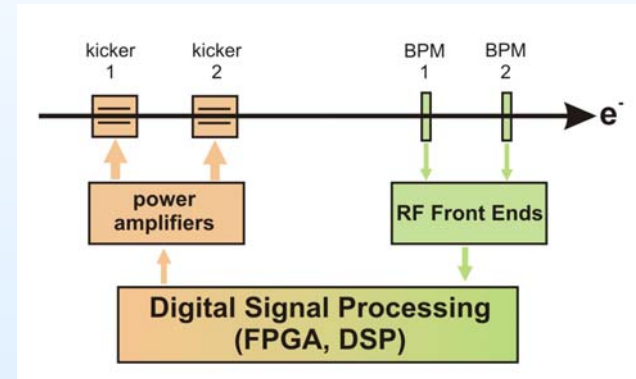 kicker
1
kicker
2
BPM
1
BPM
2
e-
power
amplifiers
RF Front Ends
Digital Signal Processing
(FPGA, DSP)